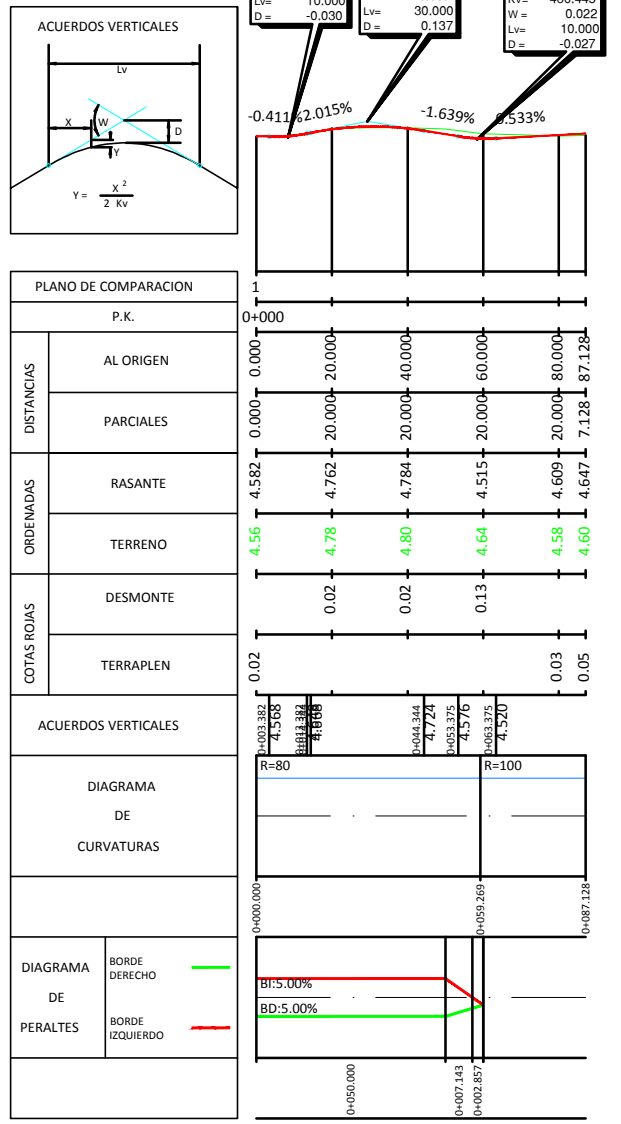 ACUERDOS VERTICALES
Lv
X
W
D
Y
Y = X 2
2 Kv
Lv= 10.000
D = -0.030
Lv= 30.000
D = 0.137
W = 0.022
Lv= 10.000
D = -0.027
-0.411%
2.015%
-1.639%
0.533%
PLANO DE COMPARACION 1
P.K. 0+000
DISTANCIAS
AL ORIGEN 0.000 20.000 40.000 60.000 80.000 87.128
PARCIALES 0.000 20.000 20.000 20.000 20.000 7.128
ORDENADAS
RASANTE 4.582 4.762 4.784 4.515 4.609 4.647
TERRENO 4.56 4.78 4.80 4.64 4.58 4.60
COTAS ROJAS
DESMONTE 0.02 0.02 0.13
TERRAPLEN 0.02 0.03 0.05
ACUERDOS VERTICALES 0+003.382 4.568 0+044.344 4.724 0+053.375 4.576 0+063.375 4.520
DIAGRAMA
DE
CURVATURAS
R=80 R=100
0+000.000 0+059.269 0+087.128
DIAGRAMA
DE
PERALTES
BORDE
DERECHO
BORDE
IZQUIERDO
BI:5.00%
BD:5.00%
0+050.000 0+007.143 0+002.857